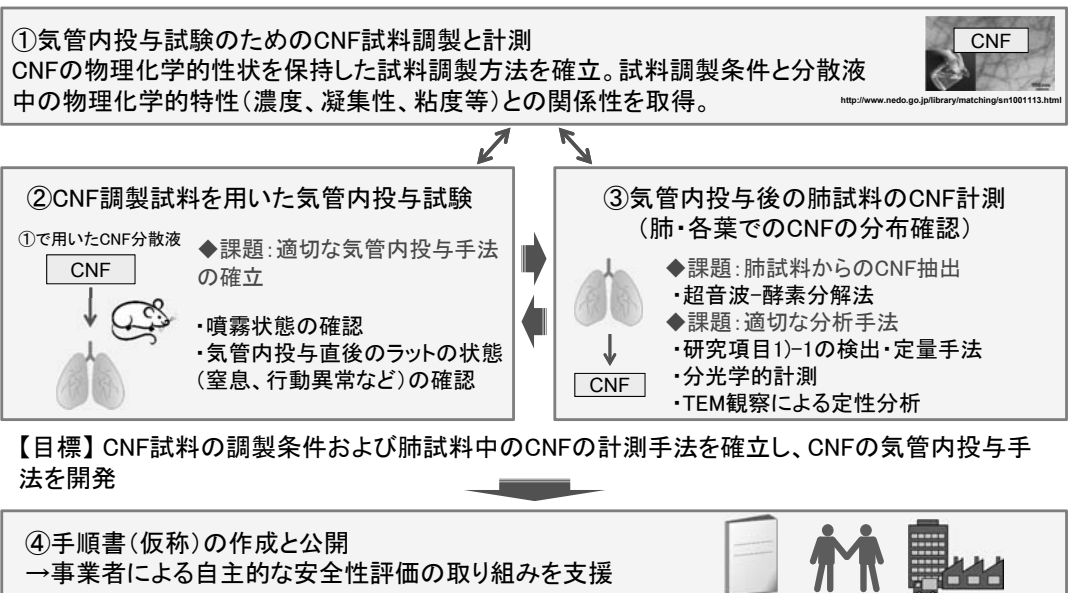 ①気管内投与試験のためのCNF試料調製と計測
CNFの物理化学的性状を保持した試料調製方法を確立。試料調製条件と分散液
中の物理化学的特性(濃度、凝集性、粘度等)との関係性を取得。
CNF
http://www.nedo.go.jp/library/matching/sn1001113.html
②CNF調製試料を用いた気管内投与試験
①で用いたCNF分散液
CNF
◆課題:適切な気管内投与手法
の確立
・噴霧状態の確認
・気管内投与直後のラットの状態
(窒息、行動異常など)の確認
③気管内投与後の肺試料のCNF計測
(肺・各葉でのCNFの分布確認)
◆課題:肺試料からのCNF抽出
・超音波-酵素分解法
◆課題:適切な分析手法
・研究項目1)-1の検出・定量手法
・分光学的計測
・TEM観察による定性分析
CNF
【目標】CNF試料の調製条件および肺試料中のCNFの計測手法を確立し、CNFの気管内投与手
法を開発
④手順書(仮称)の作成と公開
→事業者による自主的な安全性評価の取り組みを支援